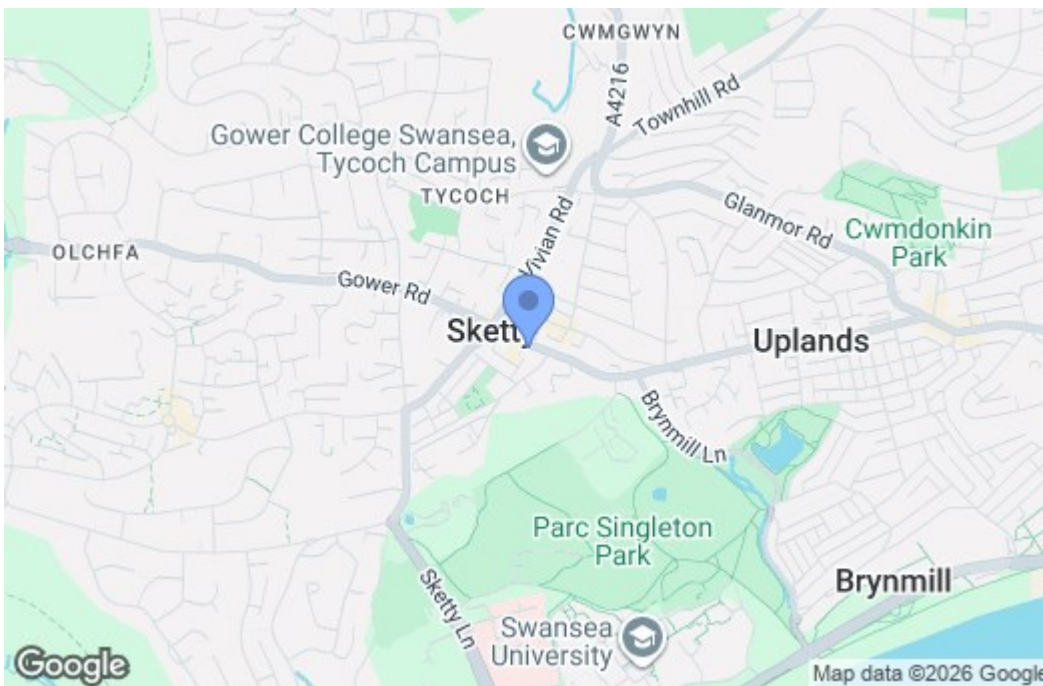 CWMGWYN
A4216
Townhill Rd
Gower College Swansea,
Tycoch Campus
TYCOCH
Vivian Rd
Glanmor Rd
Cwmdonkin
Park
OLCHFA
Gower Rd
Sketty
Uplands
Brynmill Ln
Parc Singleton
Park
Brynmill
Sketty Ln
Swansea
University
Google
Map data ©2026 Google